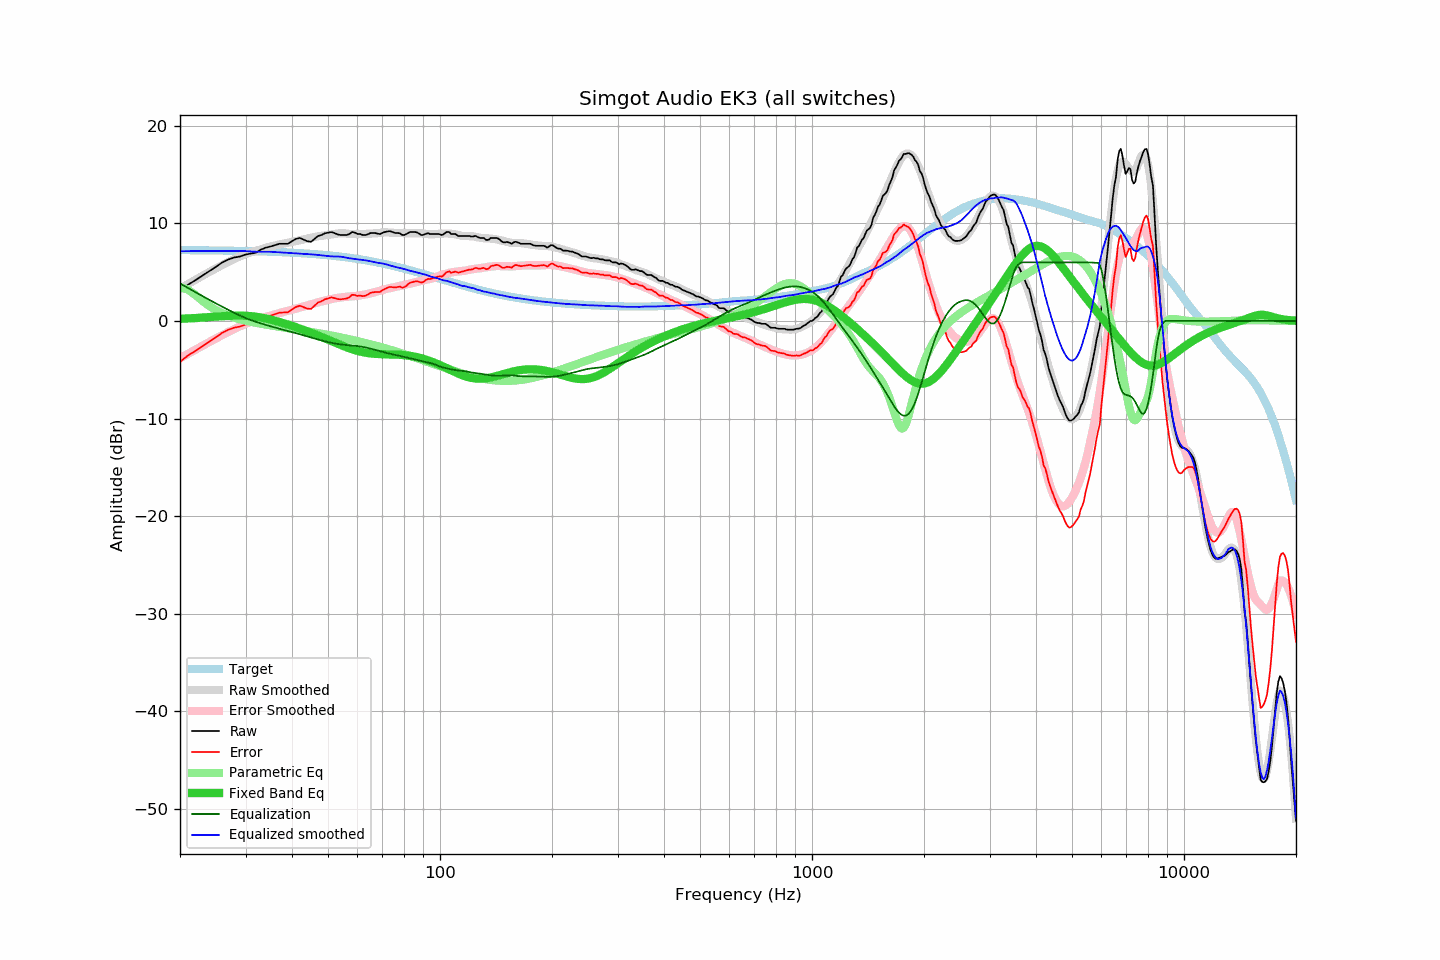 Simgot Audio EK3 (all switches)
20
10
0
−10
−20
−30
−40
−50
Amplitude (dBr)
Target
Raw Smoothed
Error Smoothed
Raw
Error
Parametric Eq
Fixed Band Eq
Equalization
Equalized smoothed
100
1000
10000
Frequency (Hz)